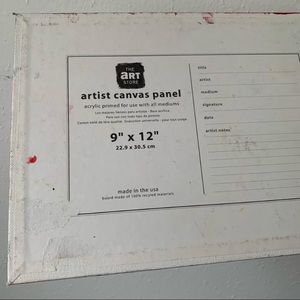 THE
aRT
STORE
artist canvas panel
acrylic primed for use with all mediums
9" x 12"
22.9 x 30.5 cm
made in the usa
board made of 100% recycled materials
title
artist
medium
signature
date
artist notes